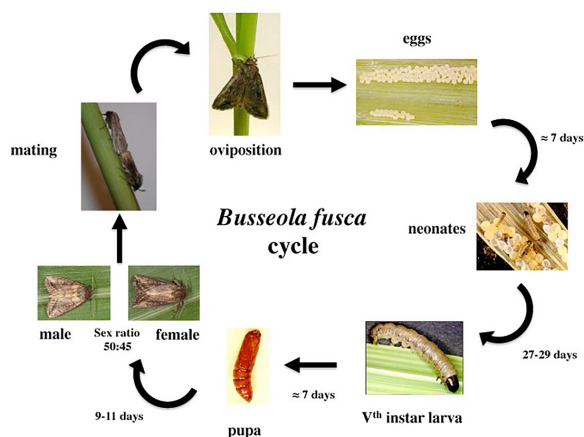 eggs
mating
oviposition
≈ 7 days
Busseola fusca
cycle
neonates
male
Sex ratio
50:45
female
27-29 days
≈ 7 days
9-11 days
pupa
Vth instar larva